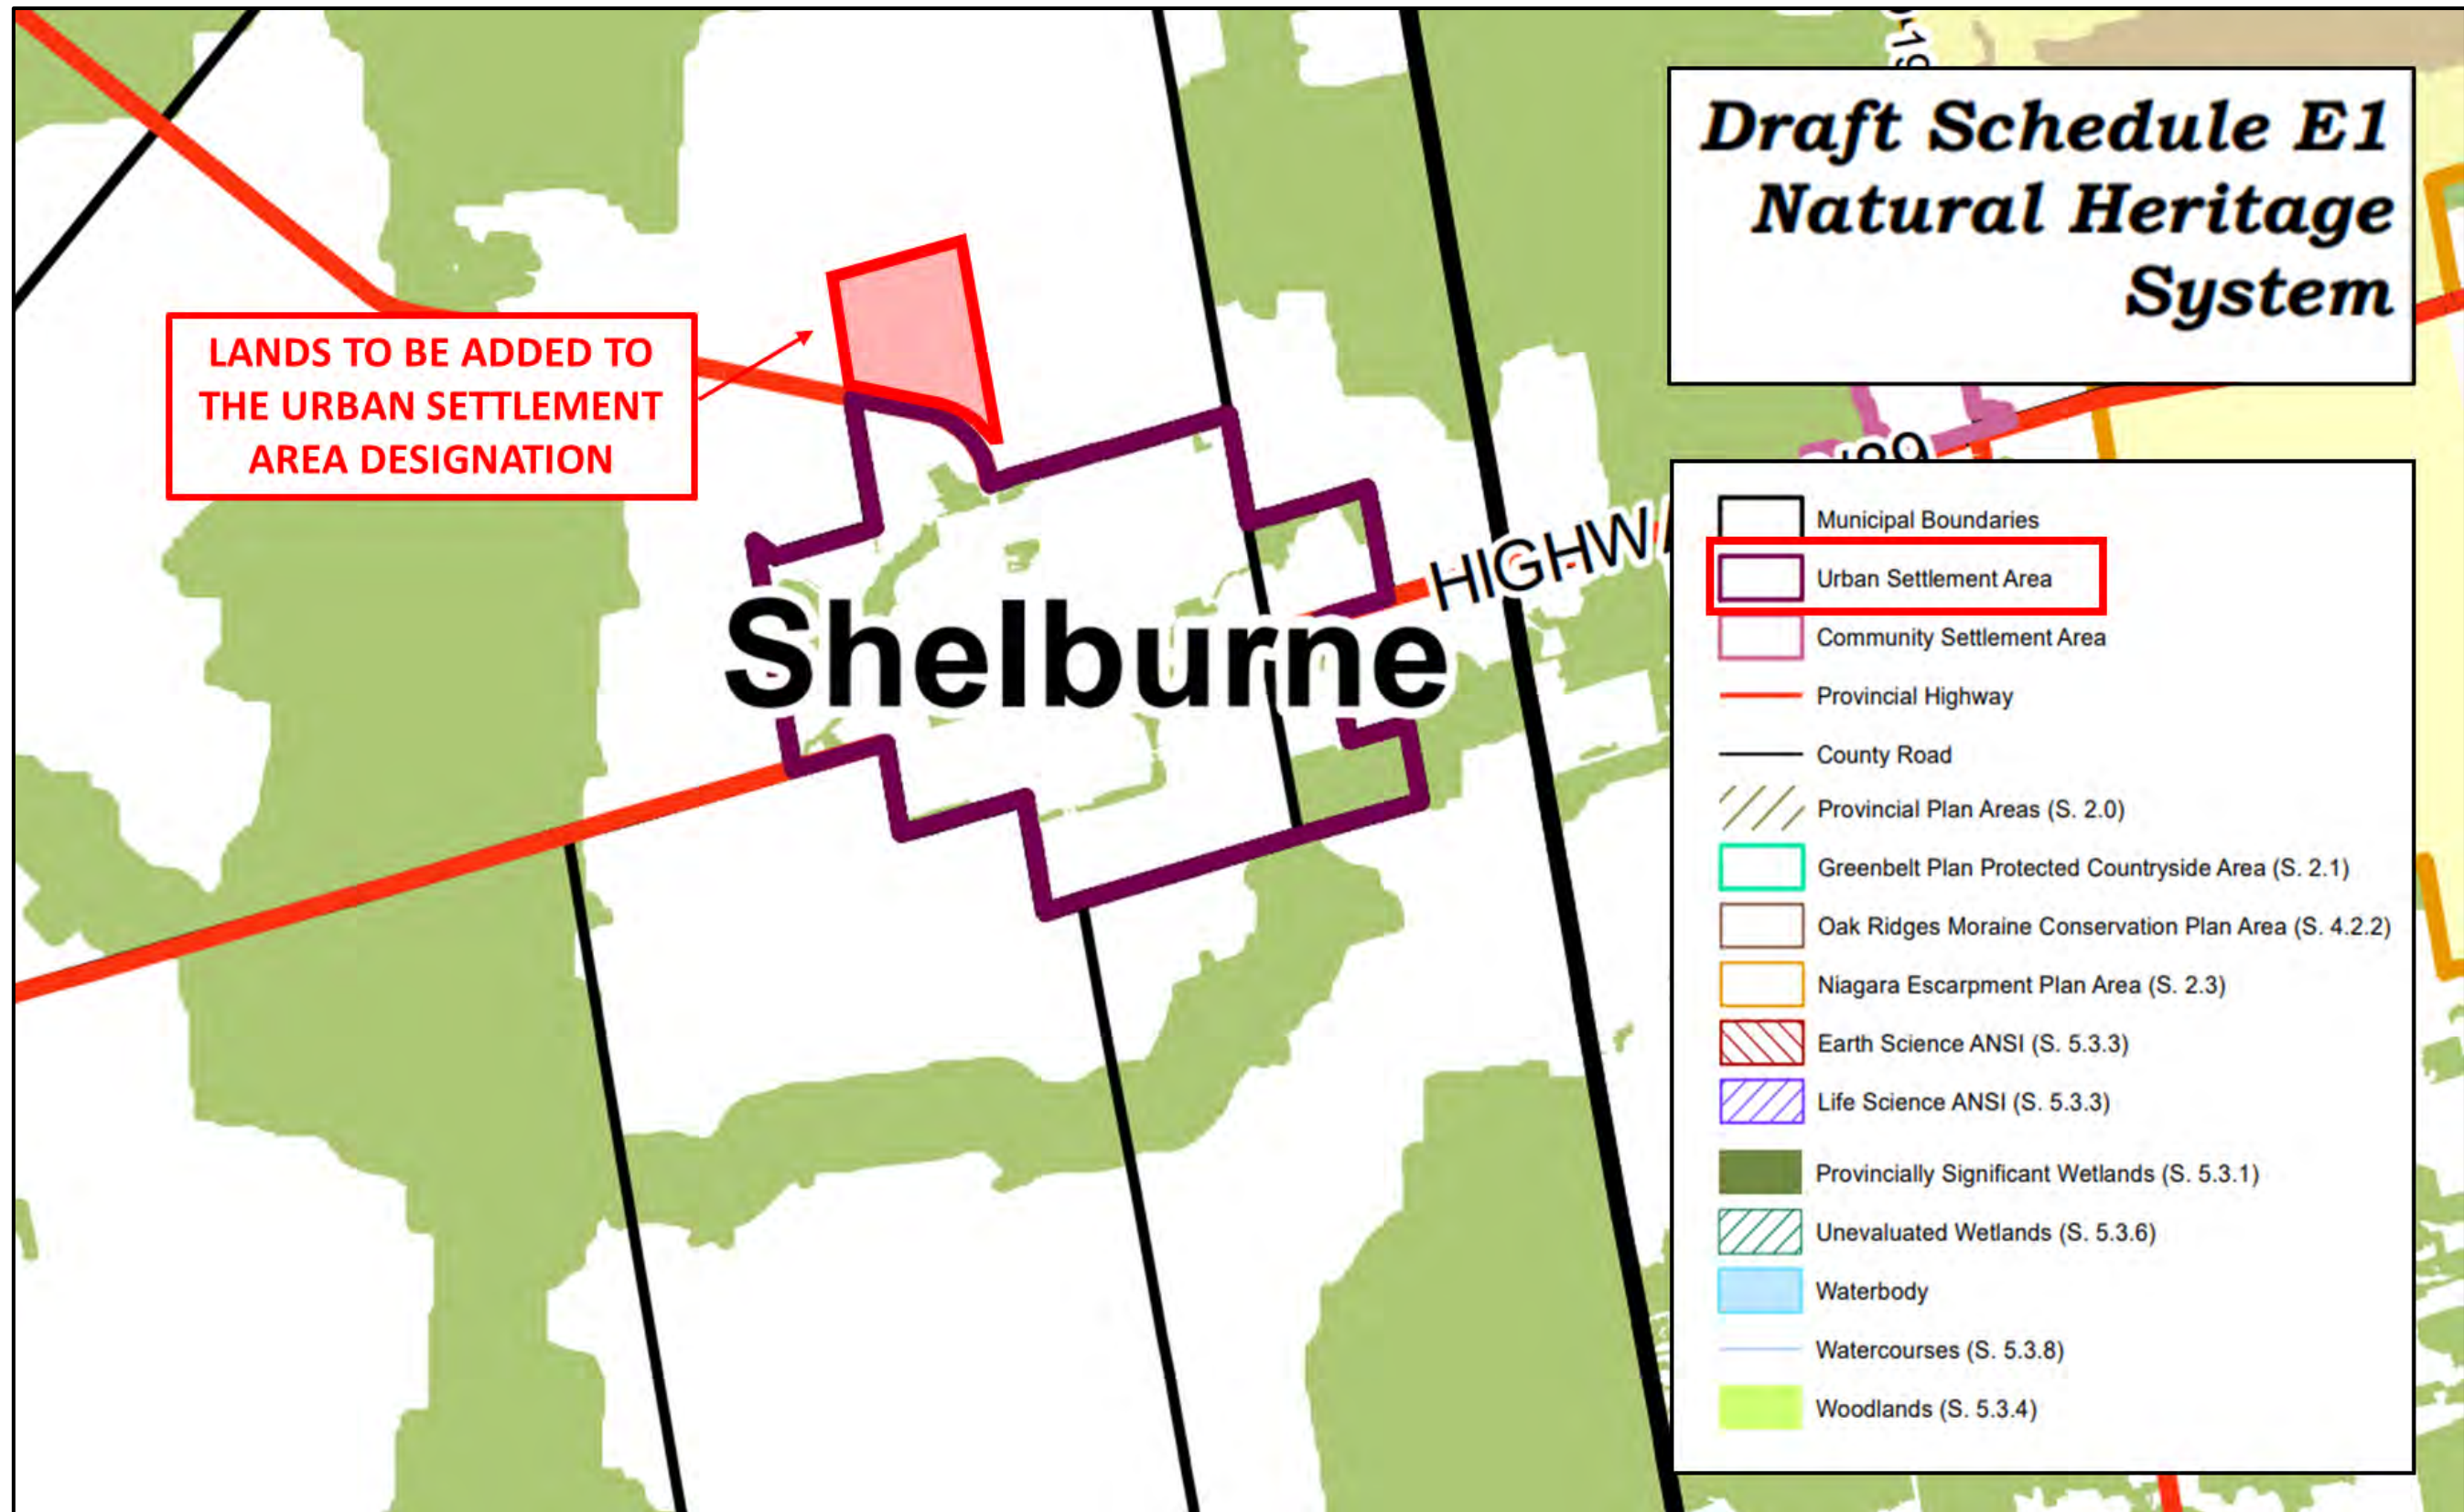 Draft Schedule E1
Natural Heritage
System
LANDS TO BE ADDED TO
THE URBAN SETTLEMENT
AREA DESIGNATION
Shelburne
Municipal Boundaries
Urban Settlement Area
Community Settlement Area
Provincial Highway
County Road
Provincial Plan Areas (S. 2.0)
Greenbelt Plan Protected Countryside Area (S. 2.1)
Oak Ridges Moraine Conservation Plan Area (S. 4.2.2)
Niagara Escarpment Plan Area (S. 2.3)
Earth Science ANSI (S. 5.3.3)
Life Science ANSI (S. 5.3.3)
Provincially Significant Wetlands (S. 5.3.1)
Unevaluated Wetlands (S. 5.3.6)
Waterbody
Watercourses (S. 5.3.8)
Woodlands (S. 5.3.4)